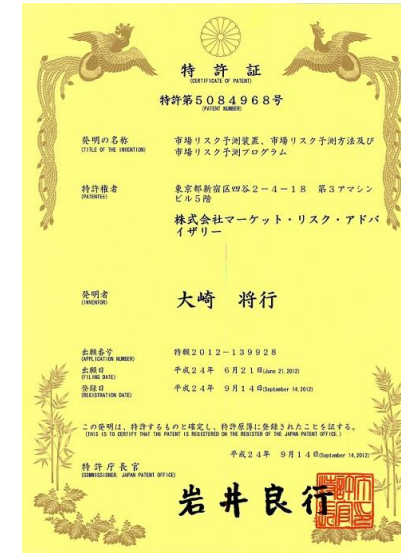 特許証
(CERTIFICATE OF PATENT)
特許第5084968号
(PATENT NUMBER)
発明の名称
(TITLE OF THE INVENTION)
市場リスク予測装置、市場リスク予測方法及び
市場リスク予測プログラム
特許権者
(PATENTEE)
東京都新宿区四谷2-4-18 第3アマシン
ビル5階
株式会社マーケット・リスク・アドバ
イザリー
発明者
(INVENTOR)
大崎 将行
出願番号
(APPLICATION NUMBER)
特願2012-139928
出願日
(FILING DATE)
平成24年 6月21日(June 21,2012)
登録日
(REGISTRATION DATE)
平成24年 9月14日(September 14,2012)
この発明は、特許するものと確定し、特許原簿に登録されたことを証する。
(THIS IS TO CERTIFY THAT THE PATENT IS REGISTERED ON THE REGISTER OF THE JAPAN PATENT OFFICE.)
平成24年 9月14日(September 14,2012)
特許庁長官
(COMMISSIONER, JAPAN PATENT OFFICE)
岩井良行